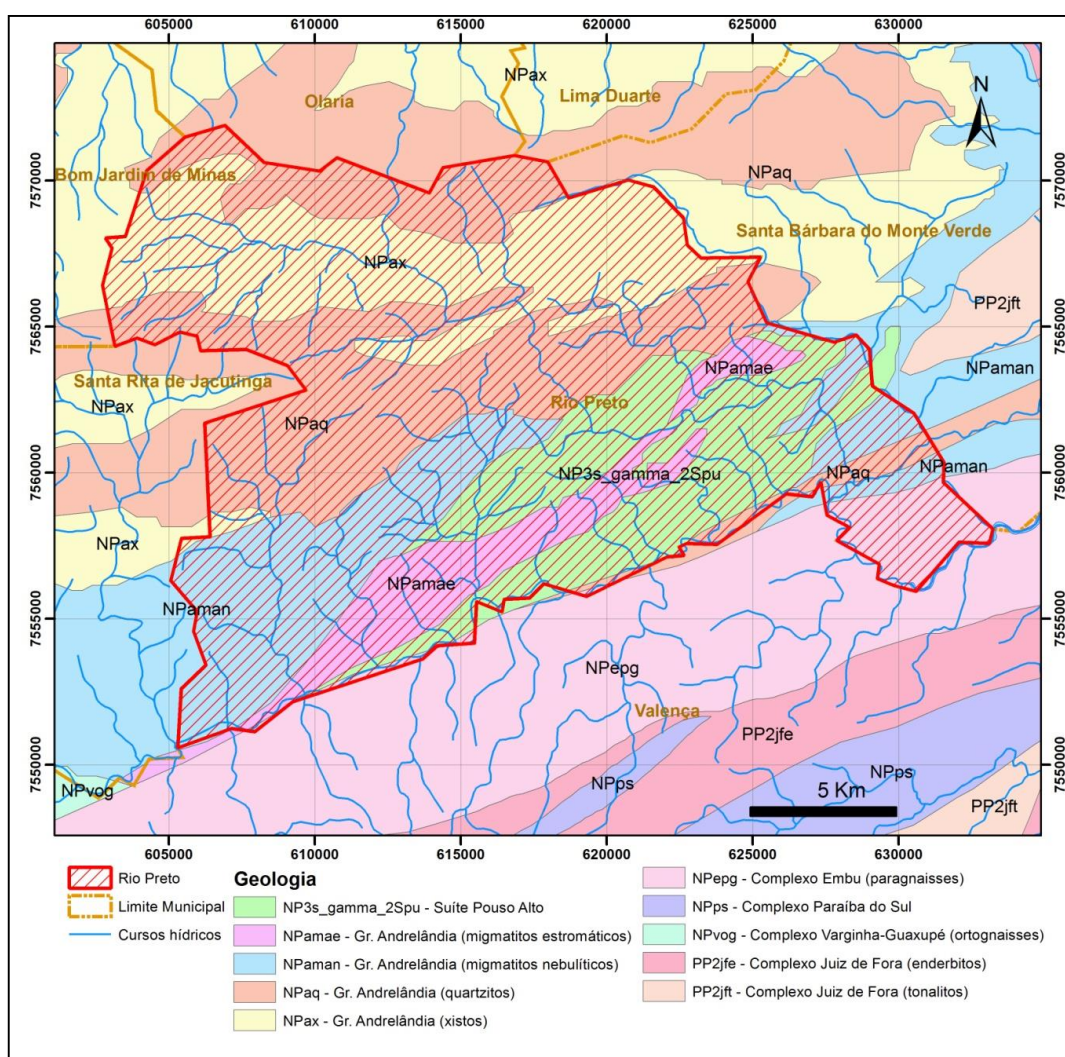 605000 610000 615000 620000 625000 630000
N
NPax
Olaria
Lima Duarte
7570000
Bom Jardim de Minas
NPaq
7570000
Santa Bárbara do Monte Verde
NPax
PP2jft
7565000
7565000
NPamae
NPaman
Santa Rita de Jacutinga
NPax
Rio Preto
NPaq
7560000
NP3s_gamma_2Spu
NPaq
NPaman
7560000
NPax
NPamae
NPaman
7555000
7555000
NPepg
Valença
PP2jfe
7550000
NPvog
NPps
NPps
7550000
5 Km
PP2jft
605000 610000 615000 620000 625000 630000
Rio Preto
Limite Municipal
Cursos hídricos
Geologia
NP3s_gamma_2Spu - Suíte Pouso Alto
NPamae - Gr. Andrelândia (migmatitos estromáticos)
NPaman - Gr. Andrelândia (migmatitos nebulíticos)
NPaq - Gr. Andrelândia (quartzitos)
NPax - Gr. Andrelândia (xistos)
NPepg - Complexo Embu (paragnaisses)
NPps - Complexo Paraíba do Sul
NPvog - Complexo Varginha-Guaxupé (ortognaisses)
PP2jfe - Complexo Juiz de Fora (enderbitos)
PP2jft - Complexo Juiz de Fora (tonalitos)